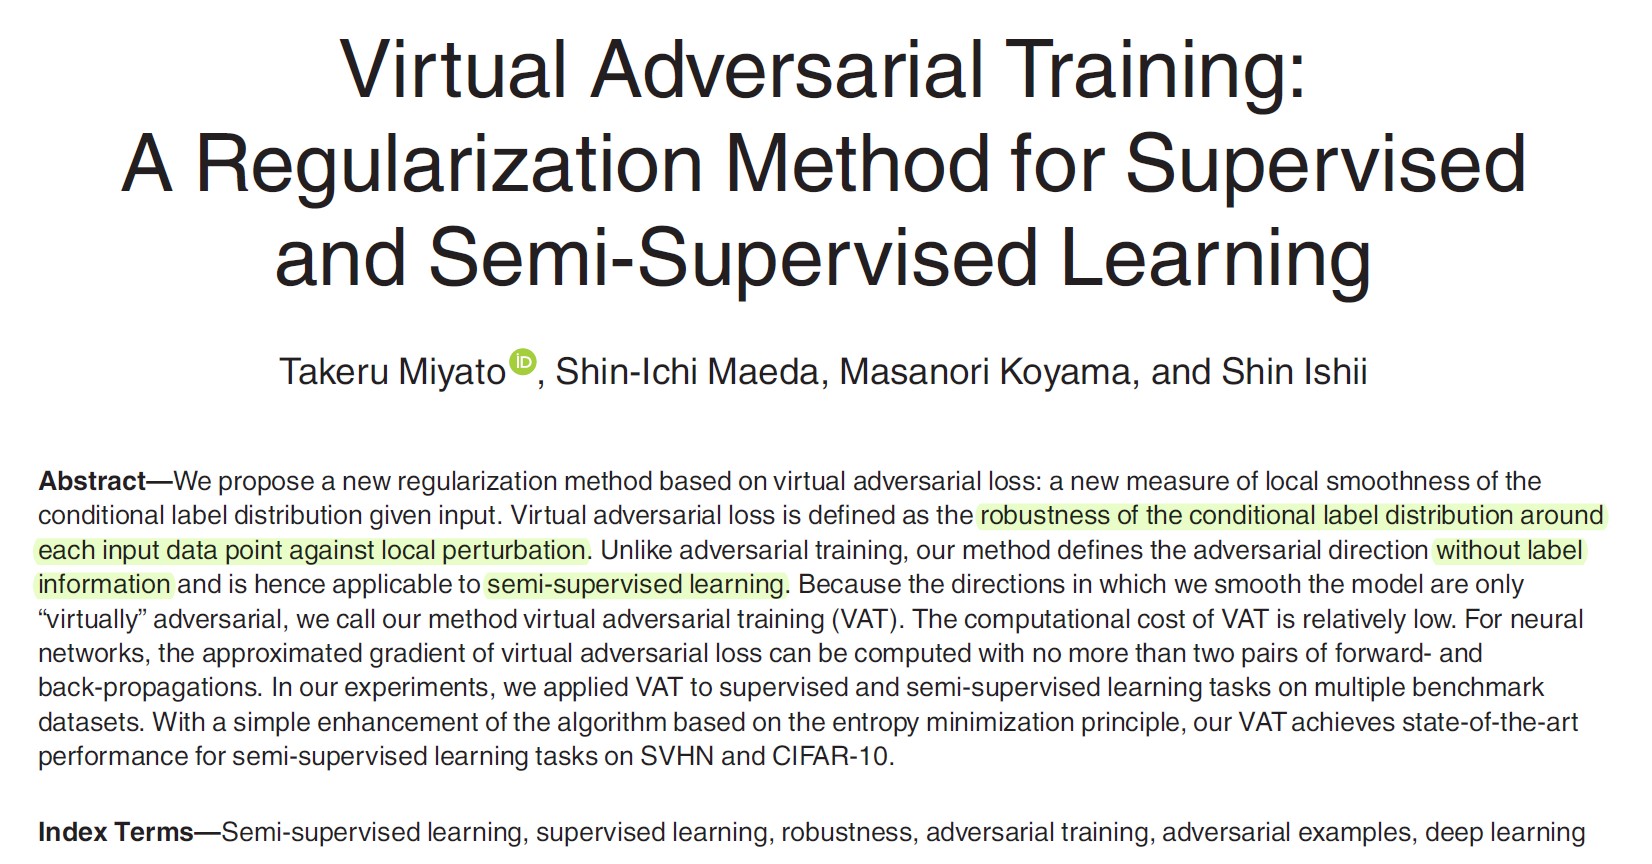 Virtual Adversarial Training:
A Regularization Method for Supervised
and Semi-Supervised Learning
Takeru Miyato iD, Shin-Ichi Maeda, Masanori Koyama, and Shin Ishii
Abstract—We propose a new regularization method based on virtual adversarial loss: a new measure of local smoothness of the
conditional label distribution given input. Virtual adversarial loss is defined as the robustness of the conditional label distribution around
each input data point against local perturbation. Unlike adversarial training, our method defines the adversarial direction without label
information and is hence applicable to semi-supervised learning. Because the directions in which we smooth the model are only
“virtually” adversarial, we call our method virtual adversarial training (VAT). The computational cost of VAT is relatively low. For neural
networks, the approximated gradient of virtual adversarial loss can be computed with no more than two pairs of forward- and
back-propagations. In our experiments, we applied VAT to supervised and semi-supervised learning tasks on multiple benchmark
datasets. With a simple enhancement of the algorithm based on the entropy minimization principle, our VAT achieves state-of-the-art
performance for semi-supervised learning tasks on SVHN and CIFAR-10.
Index Terms—Semi-supervised learning, supervised learning, robustness, adversarial training, adversarial examples, deep learning